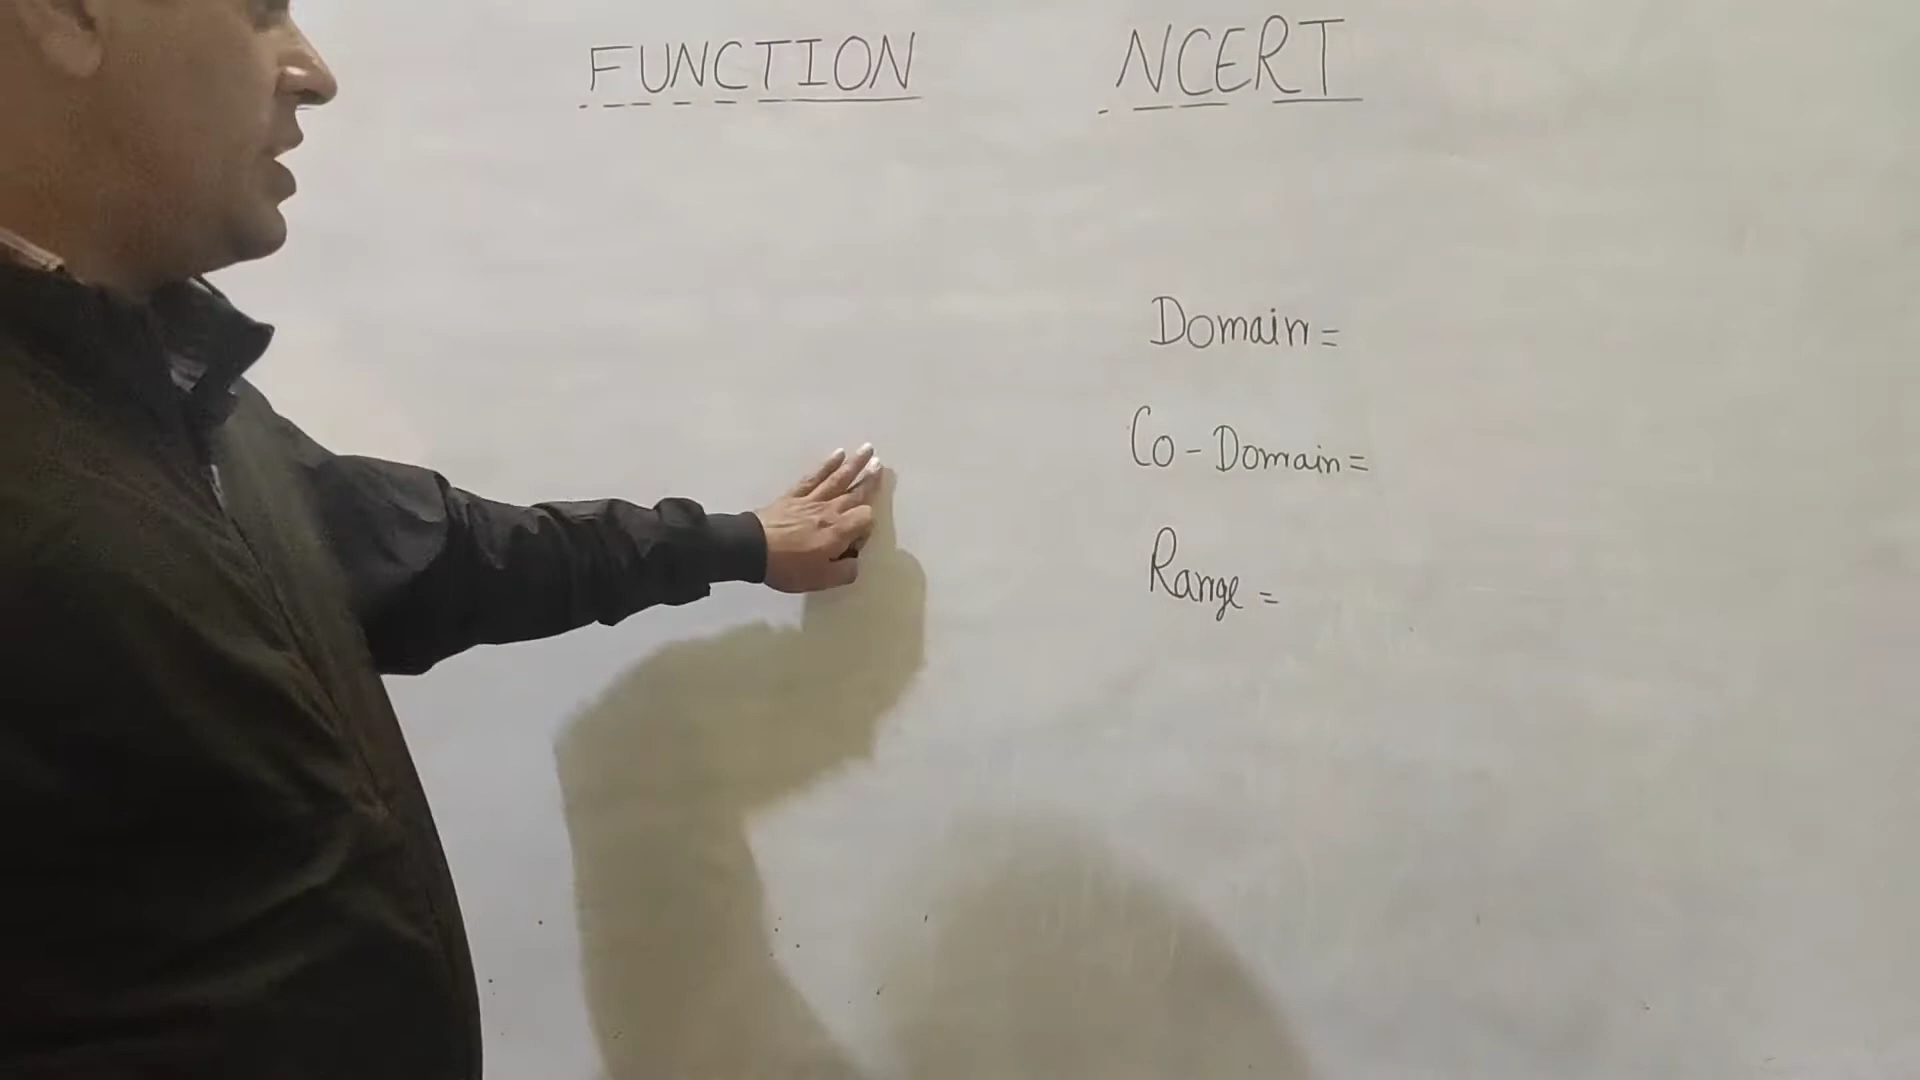 FUNCTION NCERT
Domain =
Co-Domain =
Range =